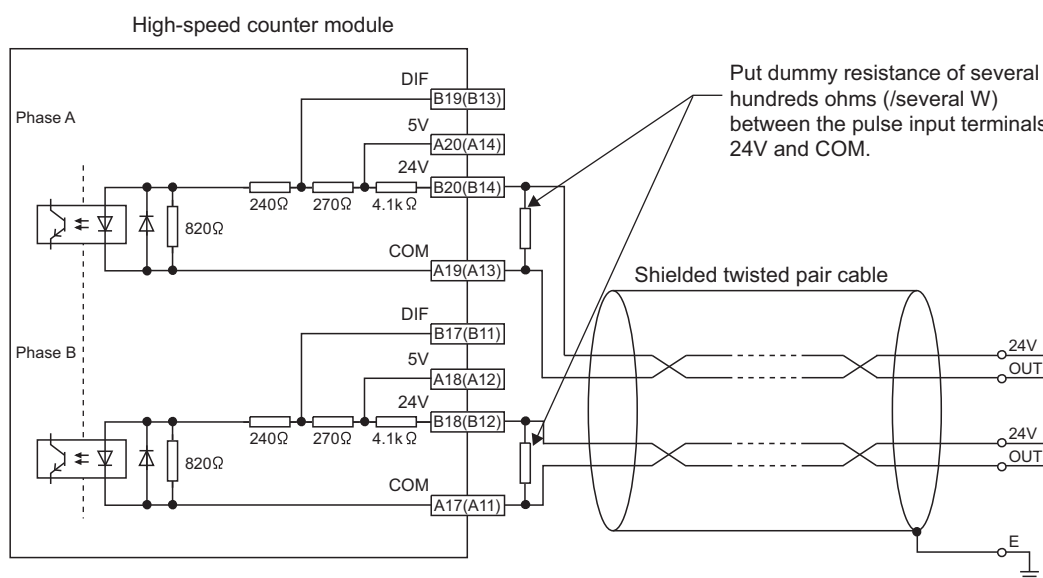 High-speed counter module
Put dummy resistance of several
hundreds ohms (/several W)
between the pulse input terminals
24V and COM.
Phase A
DIF
B19(B13)
5V
A20(A14)
24V
B20(B14)
240Ω
270Ω
4.1kΩ
820Ω
COM
A19(A13)
Shielded twisted pair cable
DIF
B17(B11)
Phase B
5V
A18(A12)
24V
B18(B12)
240Ω
270Ω
4.1kΩ
820Ω
COM
A17(A11)
24V
OUT
24V
OUT
E